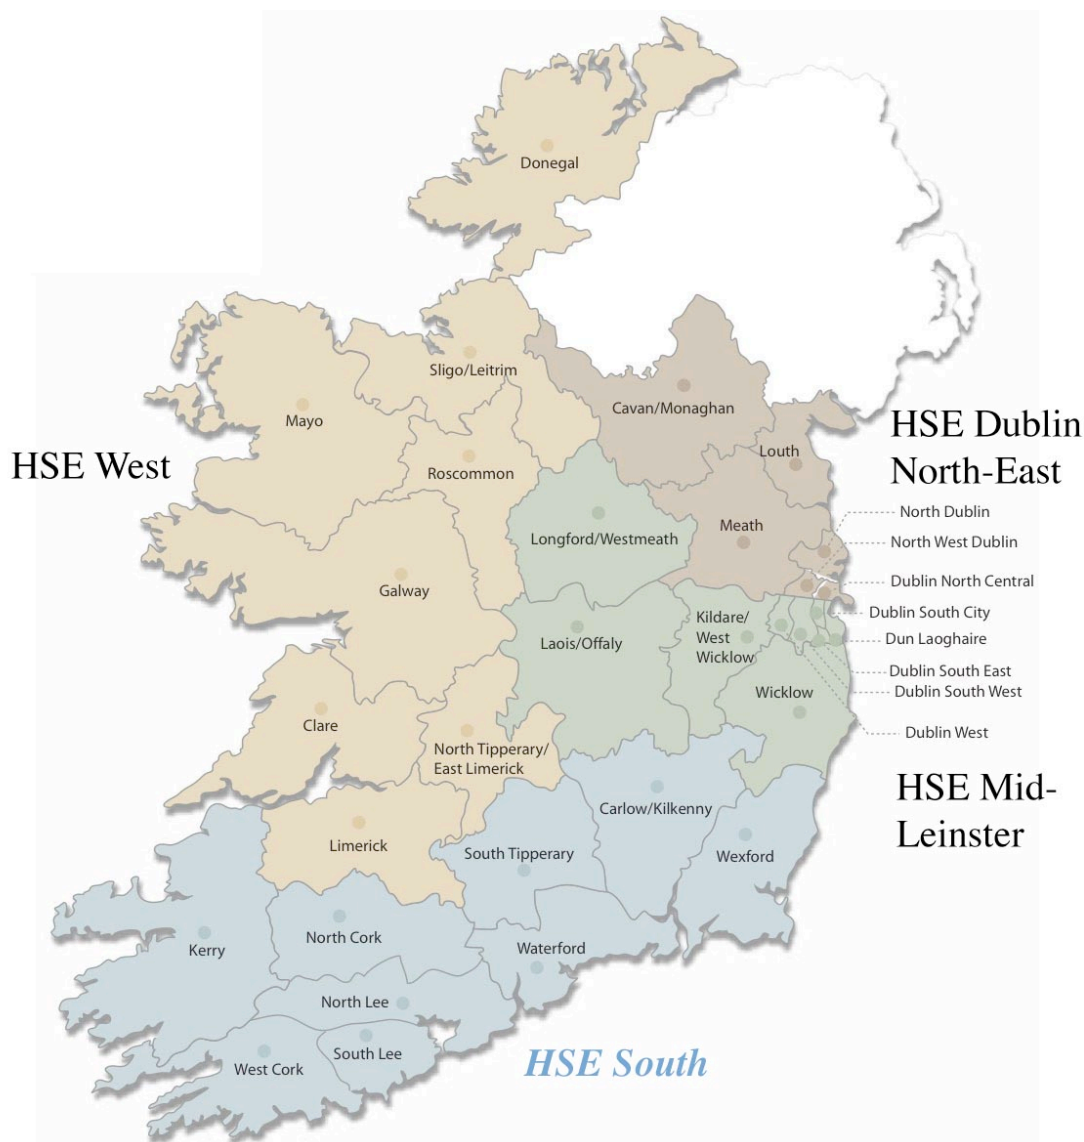 Donegal
Sligo/Leitrim
Mayo
Cavan/Monaghan
HSE Dublin
North-East
HSE West
Roscommon
Louth
North Dublin
Meath
Longford/Westmeath
North West Dublin
Dublin North Central
Galway
Dublin South City
Kildare/
West
Wicklow
Laois/Offaly
Dun Laoghaire
Dublin South East
Dublin South West
Wicklow
Clare
Dublin West
North Tipperary/
East Limerick
HSE Mid-
Leinster
Carlow/Kilkenny
Limerick
South Tipperary
Wexford
North Cork
Kerry
Waterford
North Lee
South Lee
West Cork
HSE South